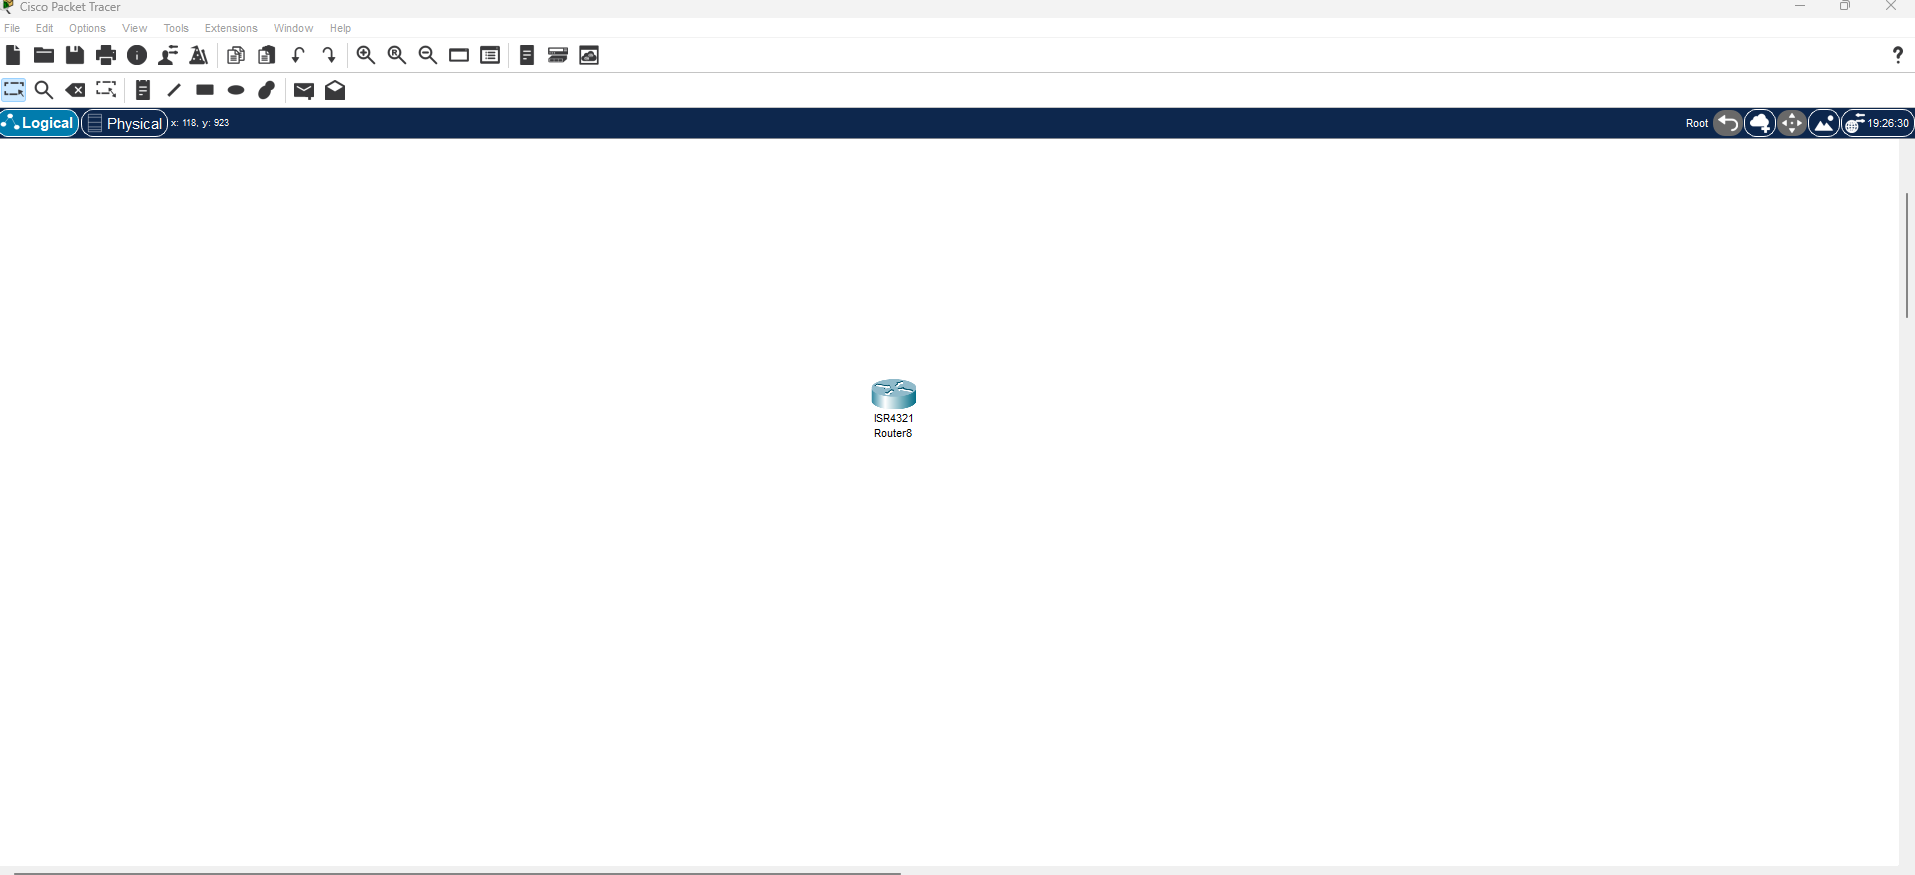 Cisco Packet Tracer
File Edit Options View Tools Extensions Window Help
?
Logical Physical x: 118, y: 923 Root 19:26:30
ISR4321
Router8